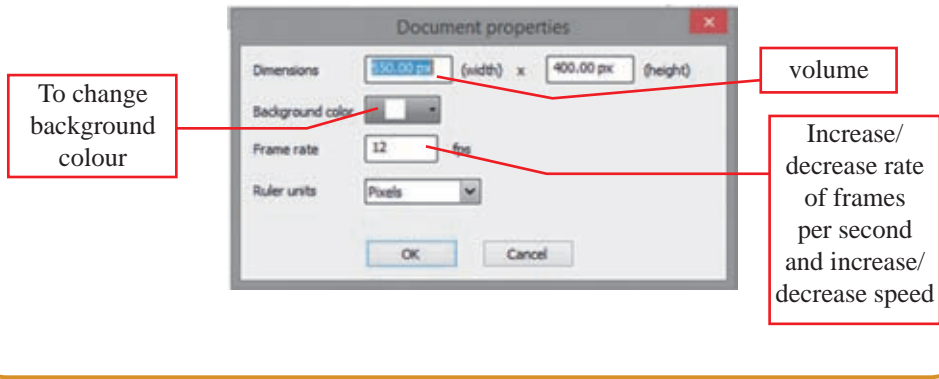 Document properties
Dimensions px (width) x 400.00 px (height)
volume
To change
background
colour
Background color
Frame rate 12 fps
Increase/
decrease rate
of frames
per second
and increase/
decrease speed
Ruler units Pixels
OK Cancel